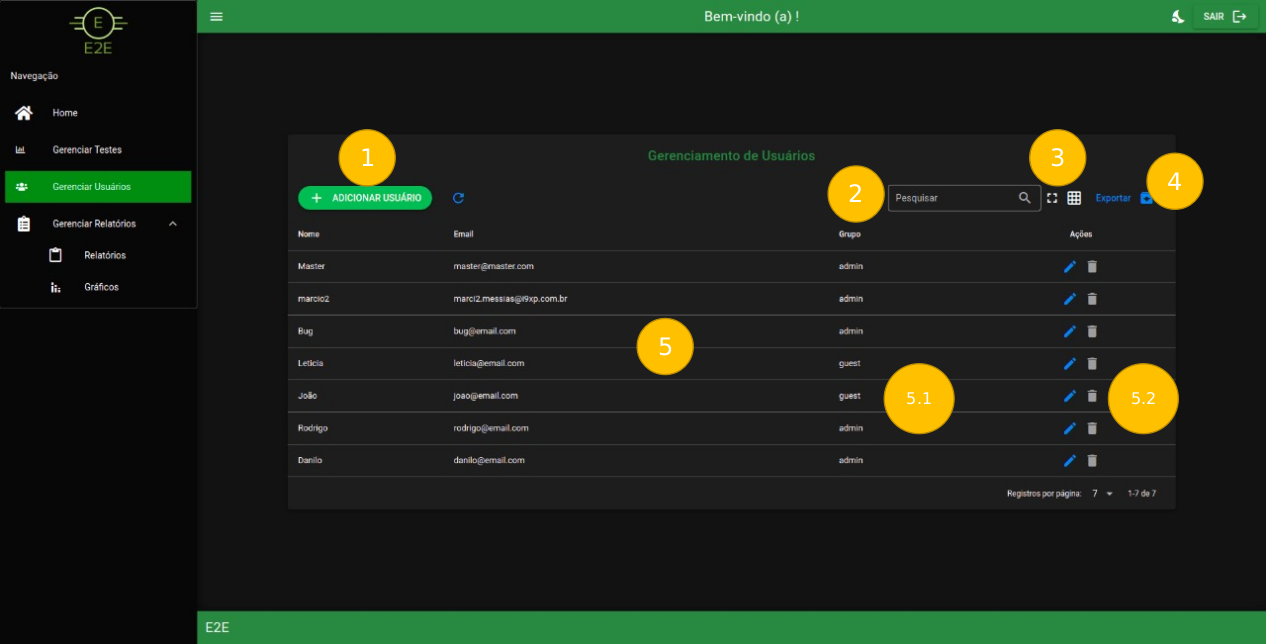 E
E2E
Navegação
Home
Gerenciar Testes
Gerenciar Usuários
Gerenciar Relatórios
Relatórios
Gráficos
Bem-vindo (a) !
SAIR
Gerenciamento de Usuários
1
2
3
4
ADICIONAR USUÁRIO
Pesquisar
Exportar
Nome Email Grupo Ações
Master master@master.com admin
marcio2 marci2.messias@i9xp.com.br admin
Bug bug@email.com admin
5
Leticia leticia@email.com guest
João joao@email.com guest
5.1
5.2
Rodrigo rodrigo@email.com admin
Danilo danilo@email.com admin
Registros por página: 7 1-7 de 7
E2E